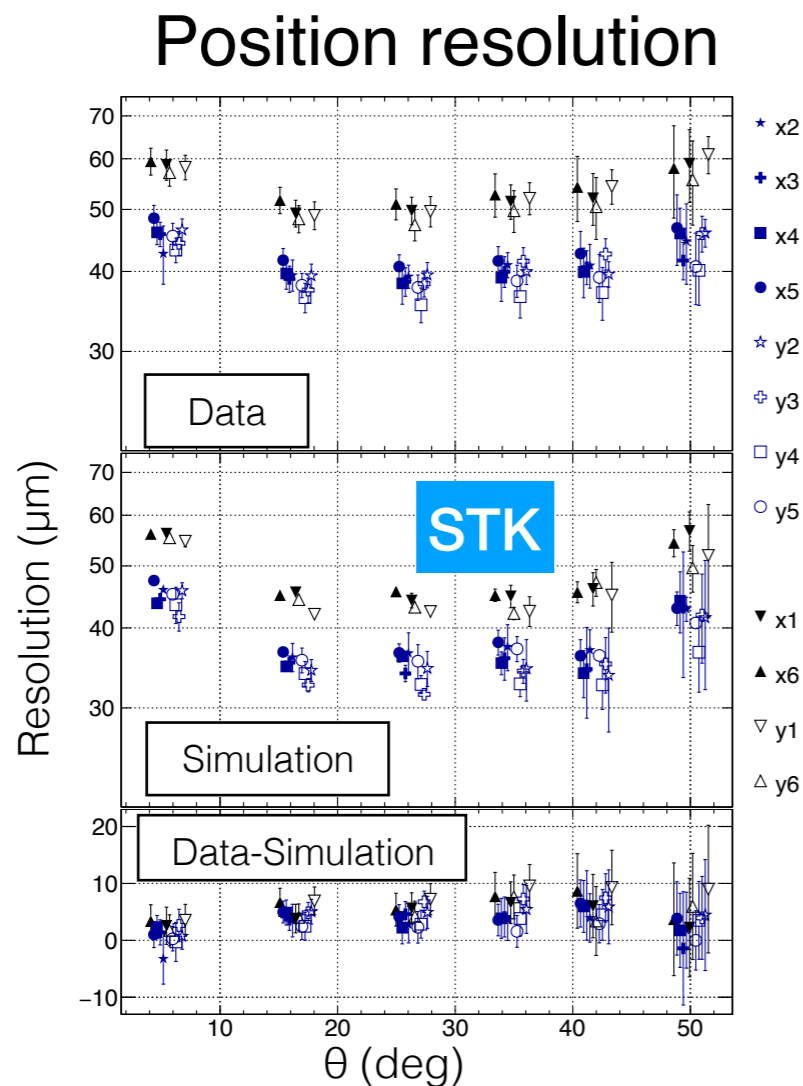 Position resolution
70
60
50
40
30
Data
70
60
50
40
30
STK
Simulation
20
10
0
−10
Data-Simulation
10
20
30
40
50
Resolution (μm)
θ (deg)
x2
x3
x4
x5
y2
y3
y4
y5
x1
x6
y1
y6